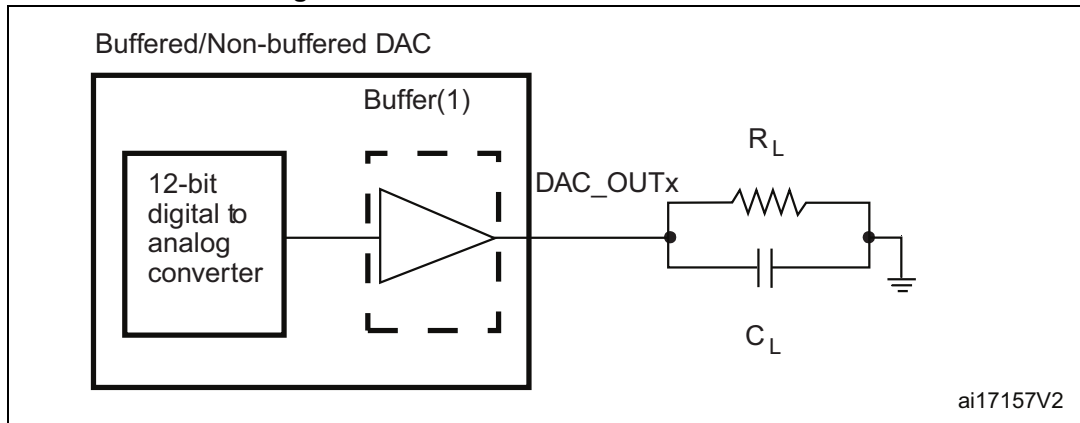 Buffered/Non-buffered DAC
Buffer(1)
12-bit
digital to
analog
converter
DAC_OUTx
R L
C L
ai17157V2